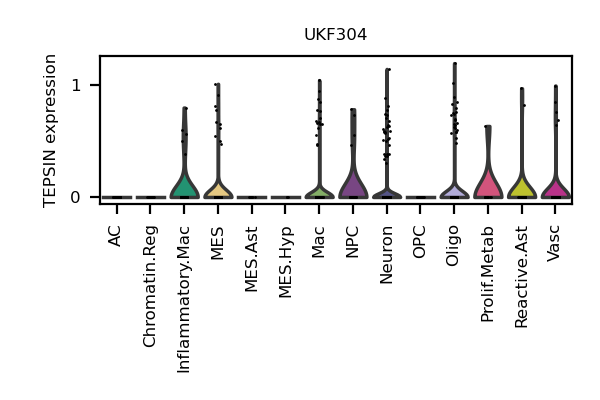 UKF304
TEPSIN expression
1
0
AC
Chromatin.Reg
Inflammatory.Mac
MES
MES.Ast
MES.Hyp
Mac
NPC
Neuron
OPC
Oligo
Prolif.Metab
Reactive.Ast
Vasc